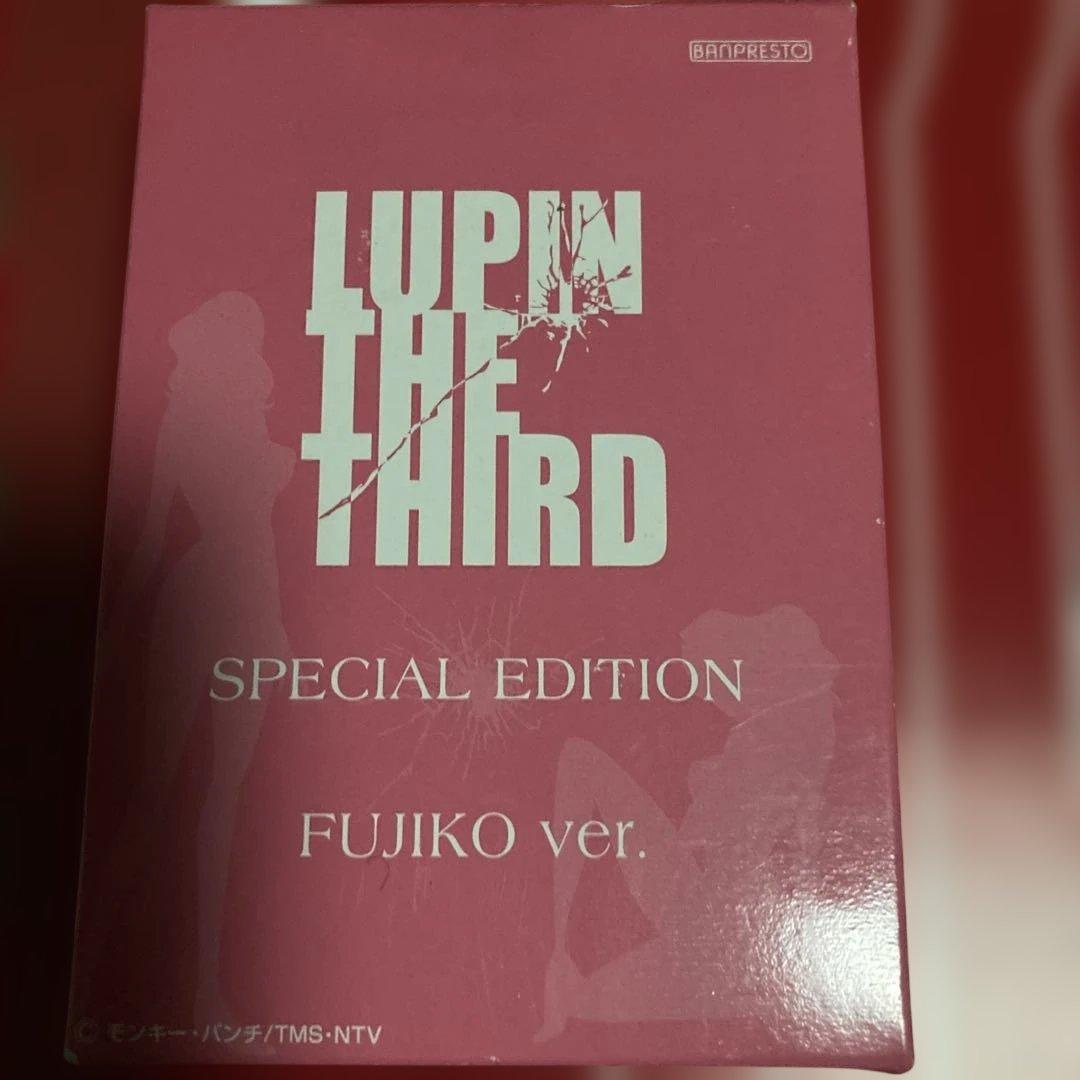 BANPRESTO
LUPIN
THE
THIRD
SPECIAL EDITION
FUJIKO ver.
© モンキー・パンチ/TMS・NTV